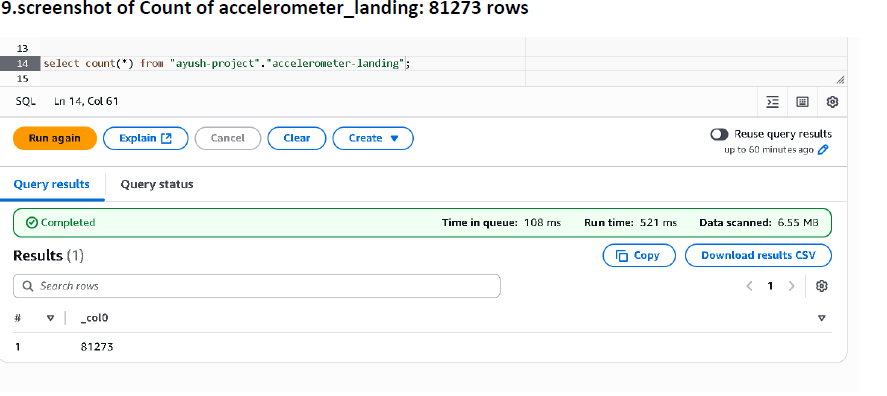 9.screenshot of Count of accelerometer_landing: 81273 rows
13
14 select count(*) from "ayush-project"."accelerometer-landing";
15
SQL Ln 14, Col 61
Run again Explain Cancel Clear Create Reuse query results
up to 60 minutes ago
Query results Query status
Completed Time in queue: 108 ms Run time: 521 ms Data scanned: 6.55 MB
Results (1) Copy Download results CSV
Search rows 1
# _col0
1 81273